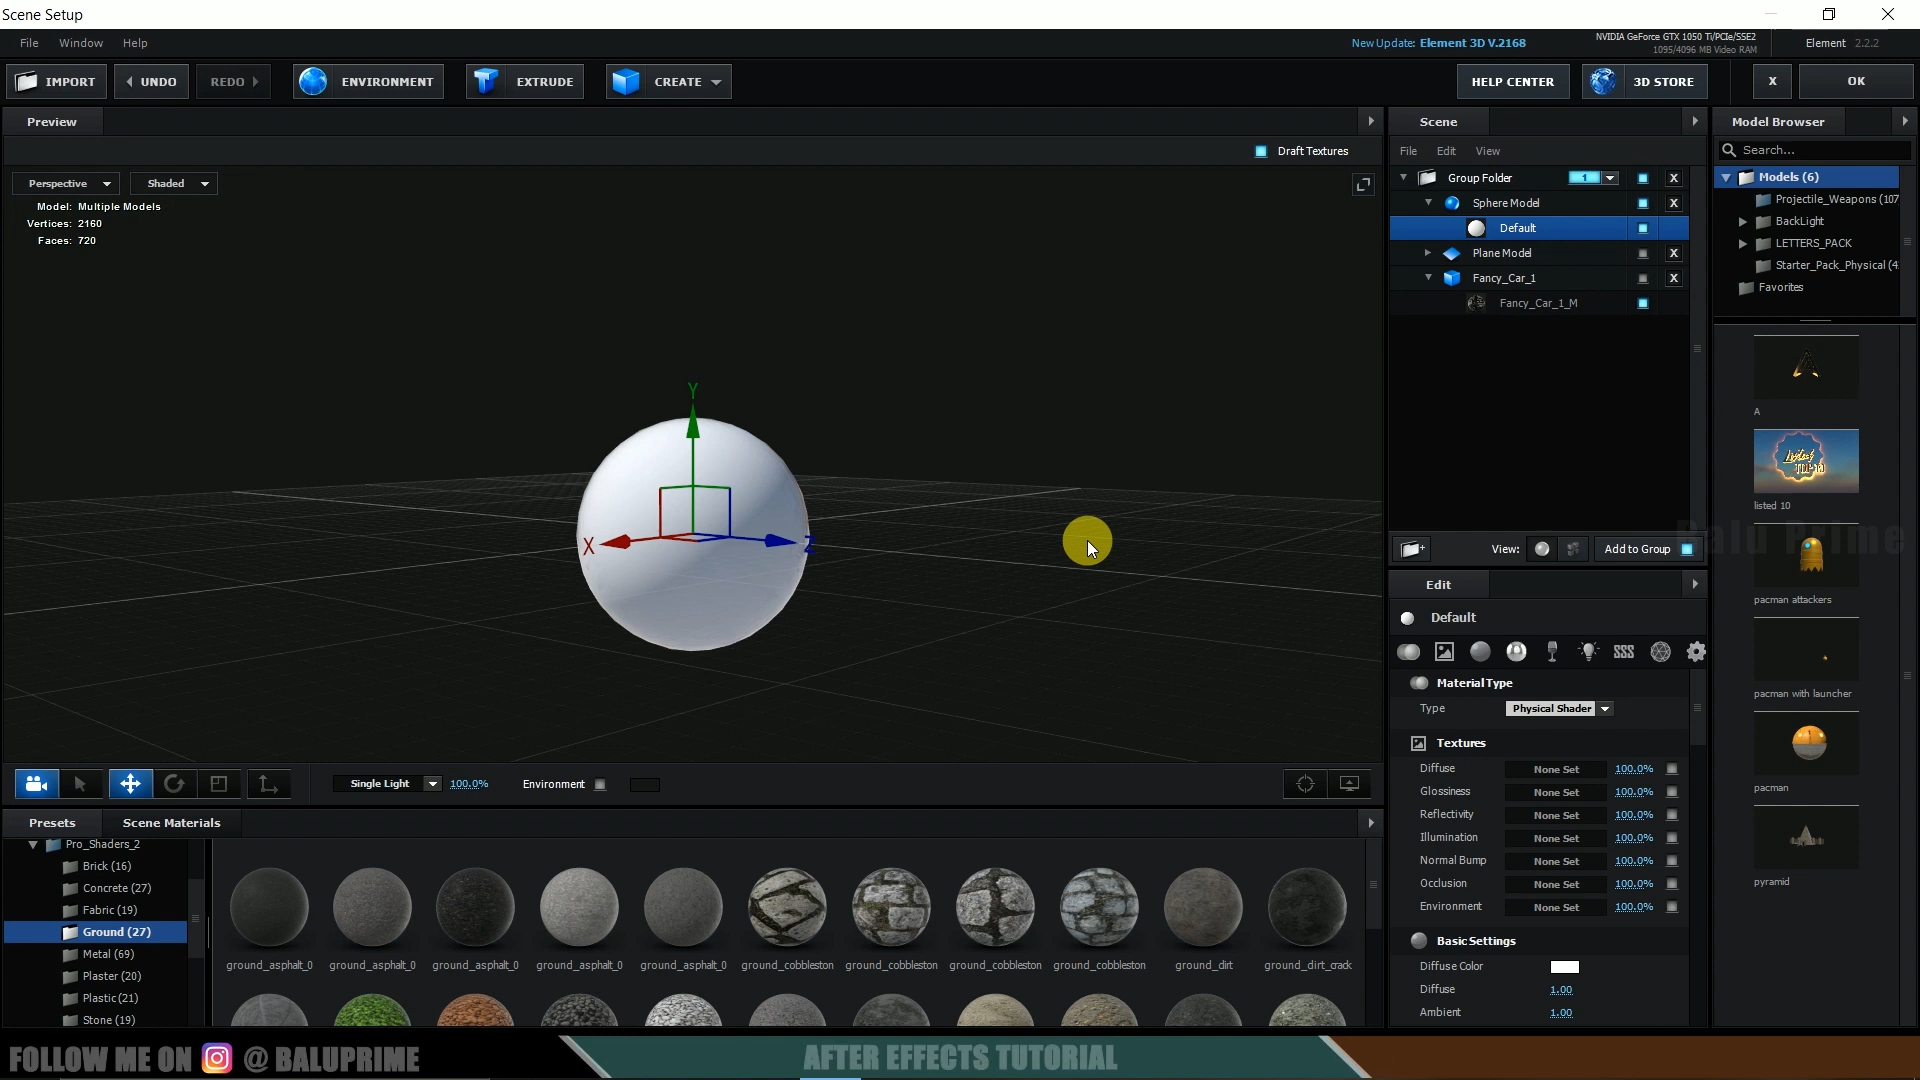 Scene Setup
File Window Help
New Update: Element 3D V.2168
NVIDIA GeForce GTX 1050 Ti/PCIe/SSE2
1095/4096 MB Video RAM
Element 2.2.2
IMPORT UNDO REDO ENVIRONMENT EXTRUDE CREATE HELP CENTER 3D STORE X OK
Preview
Draft Textures
Perspective Shaded
Model: Multiple Models
Vertices: 2160
Faces: 720
Y
X
Z
Single Light 100.0% Environment
Scene
File Edit View
Group Folder 1 X
Sphere Model X
Default
Plane Model X
Fancy_Car_1 X
Fancy_Car_1_M
View: Add to Group
Edit
Default
SSS
Material Type
Type Physical Shader
Textures
Diffuse None Set 100.0%
Glossiness None Set 100.0%
Reflectivity None Set 100.0%
Illumination None Set 100.0%
Normal Bump None Set 100.0%
Occlusion None Set 100.0%
Environment None Set 100.0%
Basic Settings
Diffuse Color
Diffuse 1.00
Ambient 1.00
Model Browser
Search...
Models (6)
Projectile_Weapons (107
BackLight
LETTERS_PACK
Starter_Pack_Physical (4
Favorites
A
Listed
TOP 10
listed 10
Balu Prime
pacman attackers
pacman with launcher
pacman
pyramid
Presets Scene Materials
Pro_Shaders_2
Brick (16)
Concrete (27)
Fabric (19)
Ground (27)
Metal (69)
Plaster (20)
Plastic (21)
Stone (19)
ground_asphalt_0 ground_asphalt_0 ground_asphalt_0 ground_asphalt_0 ground_asphalt_0 ground_cobbleston ground_cobbleston ground_cobbleston ground_cobbleston ground_dirt ground_dirt_crack
FOLLOW ME ON @ BALUPRIME
AFTER EFFECTS TUTORIAL